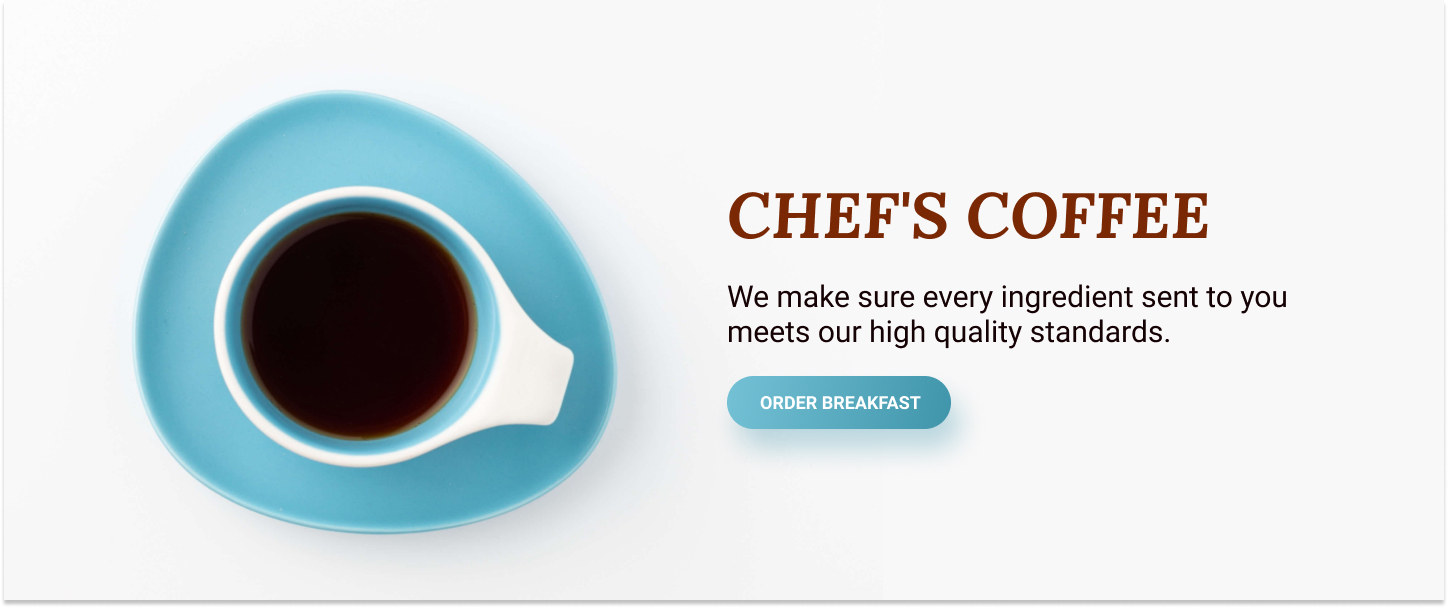 CHEF'S COFFEE
We make sure every ingredient sent to you
meets our high quality standards.
ORDER BREAKFAST